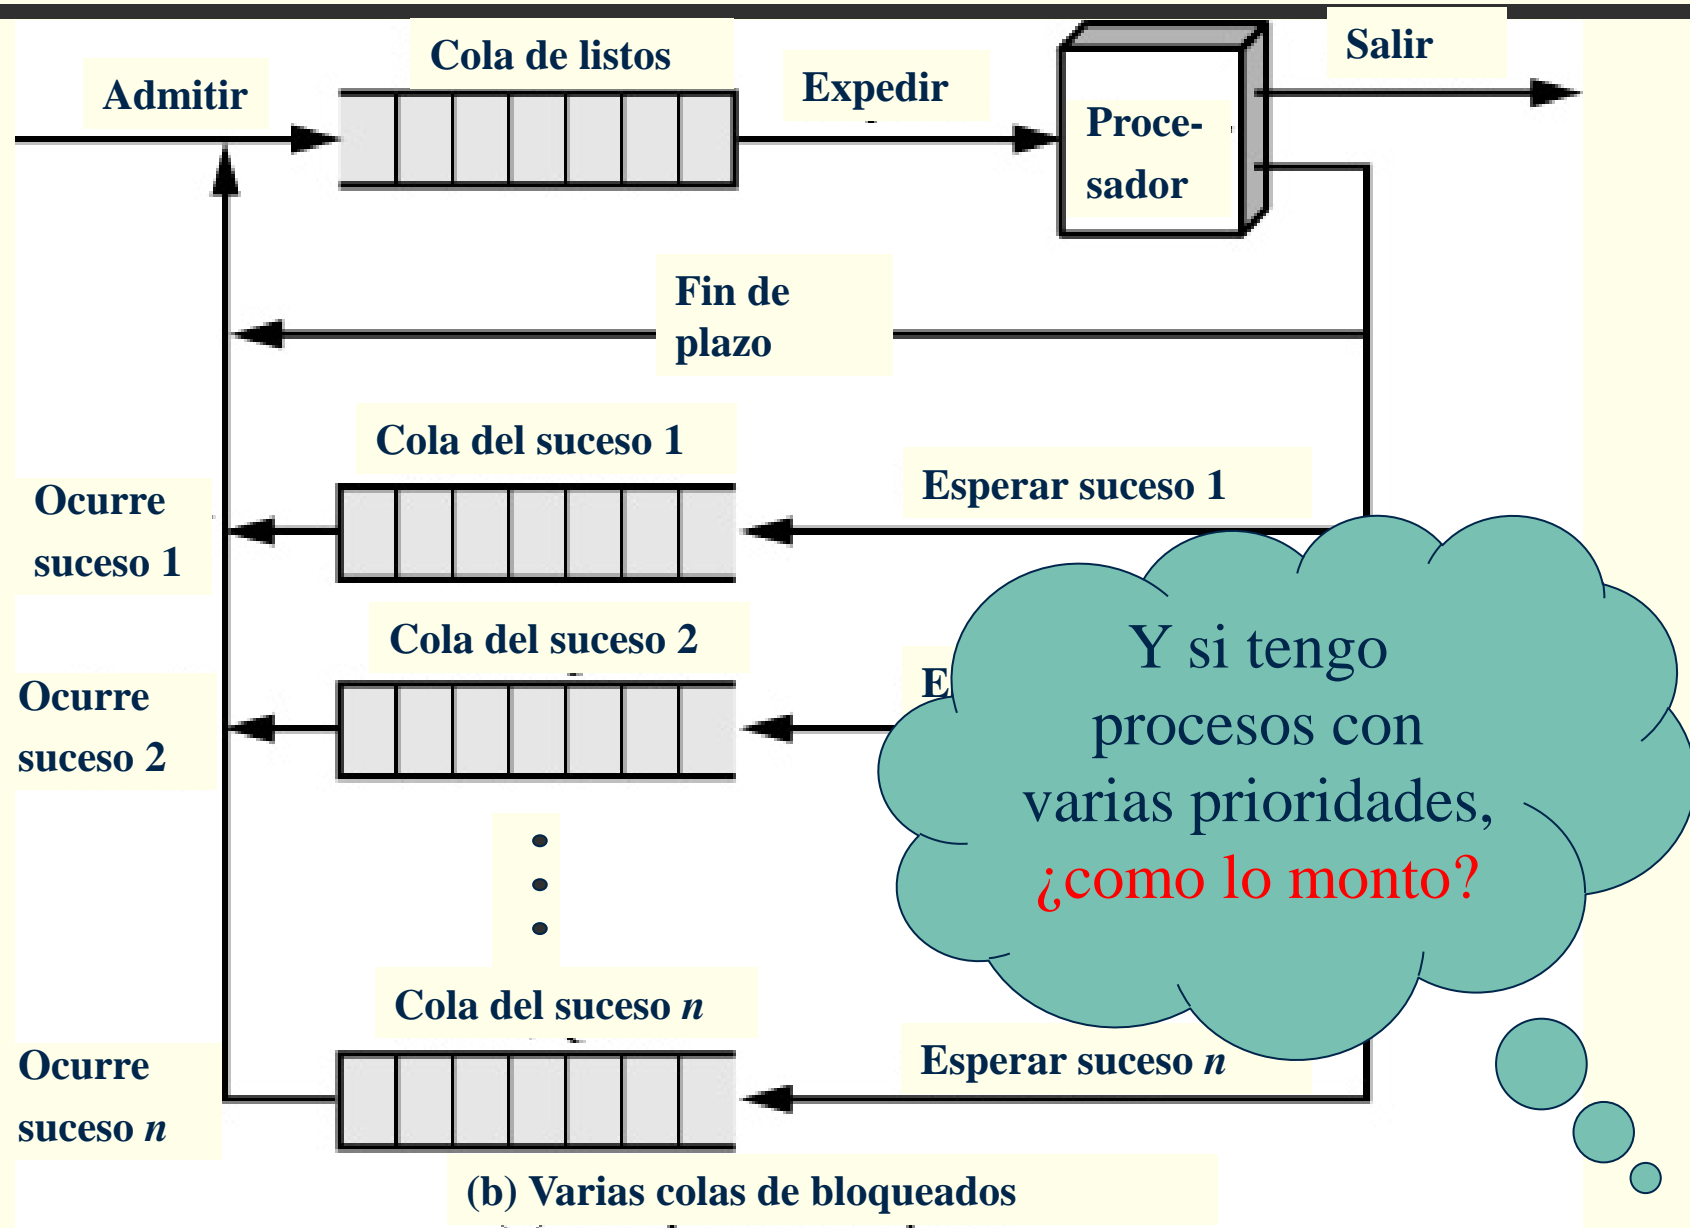 Cola de listos
Admitir
Expedir
Salir
Proce-
sador
Fin de
plazo
Cola del suceso 1
Esperar suceso 1
Ocurre
suceso 1
Cola del suceso 2
Ocurre
suceso 2
E
Y si tengo
procesos con
varias prioridades,
¿como lo monto?
Cola del suceso n
Esperar suceso n
Ocurre
suceso n
(b) Varias colas de bloqueados